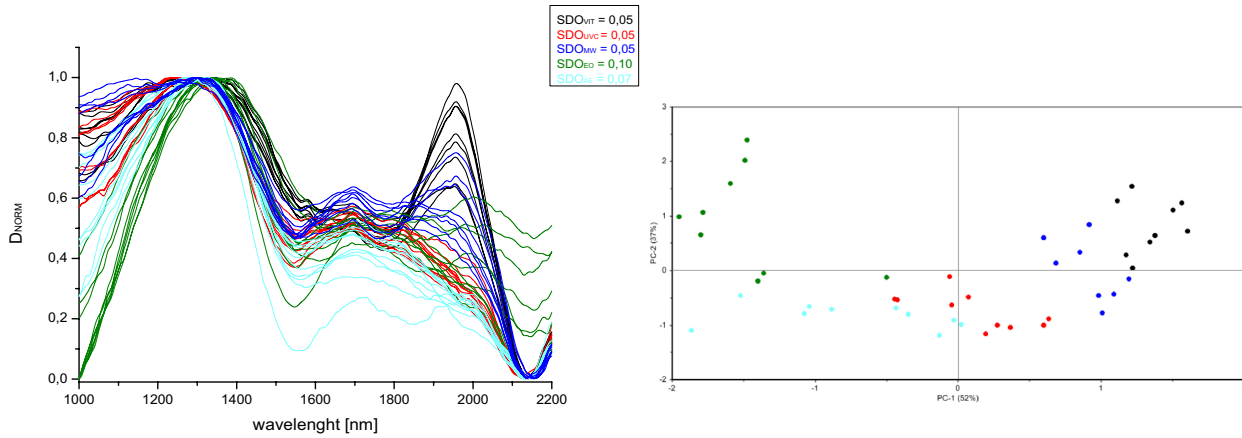 SDOVIT = 0,05
SDOUVC = 0,05
SDOMW = 0,05
SDOEO = 0,10
= 0,07
1,0
0,8
0,6
0,4
0,2
0,0
DNORM
1000 1200 1400 1600 1800 2000 2200
wavelenght [nm]
3
2
1
0
-1
-2
PC-2 (37%)
-2 -1 0 1
PC-1 (52%)